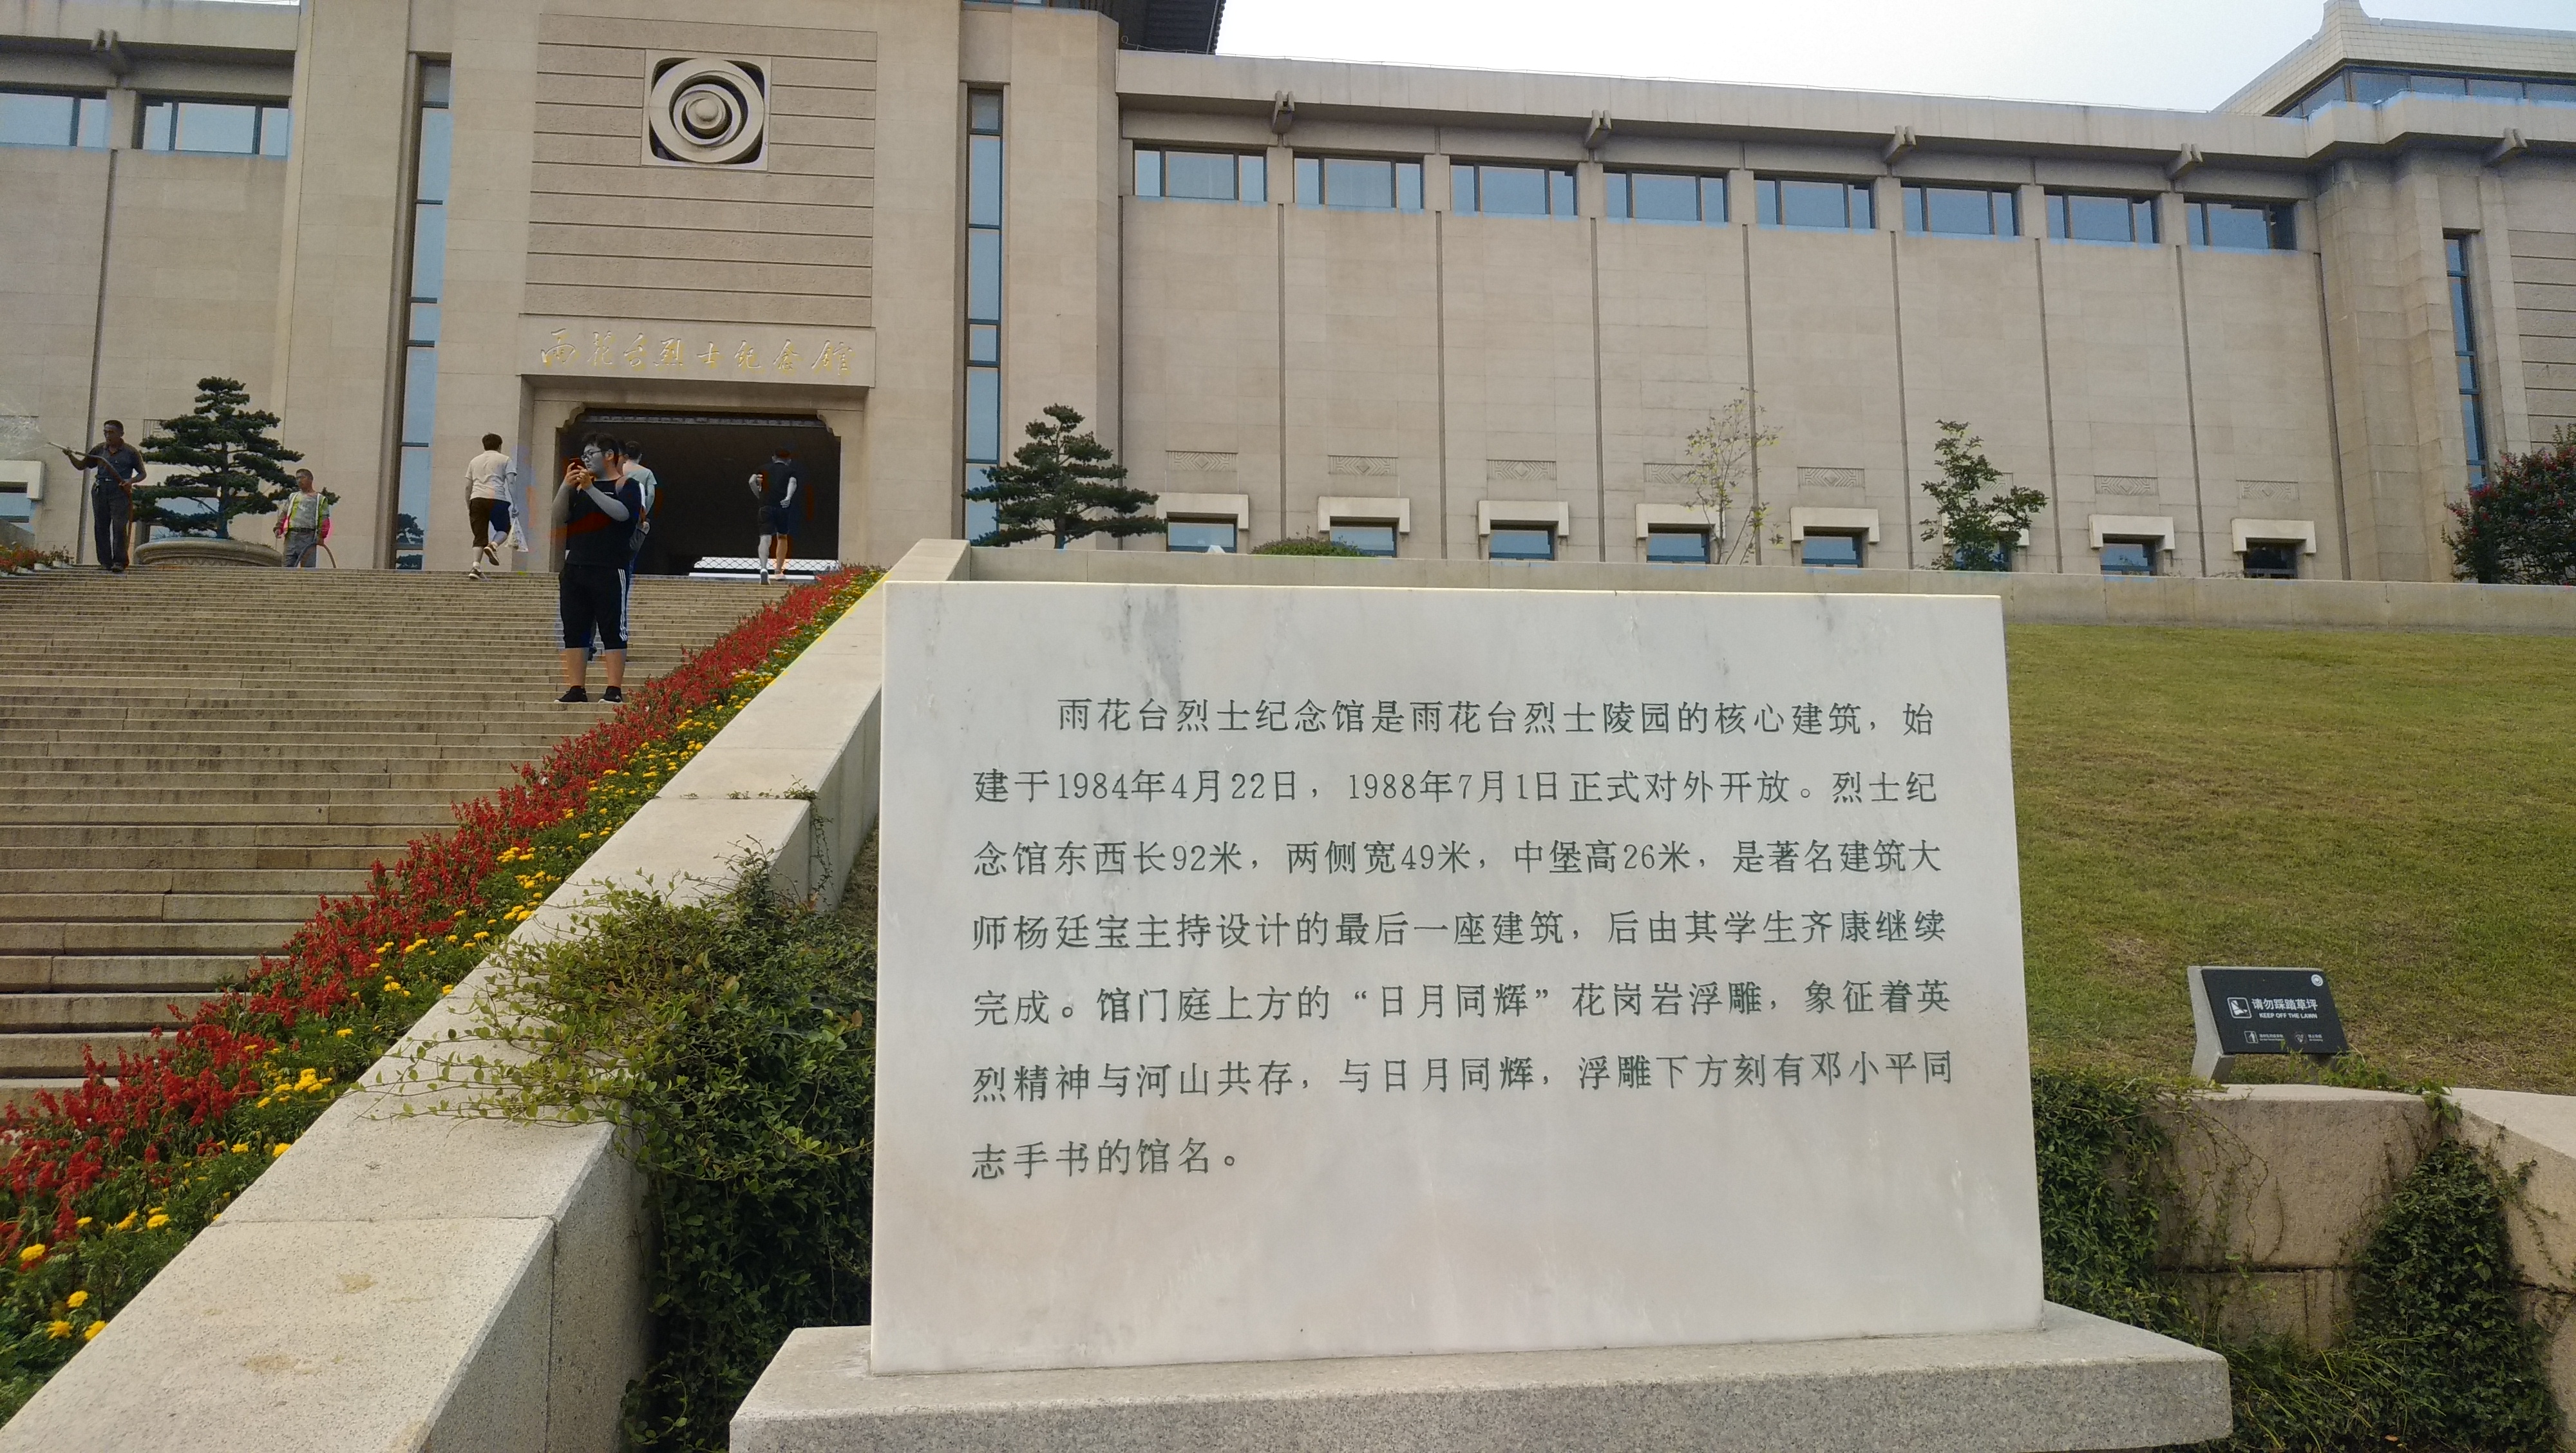 雨花台烈士纪念馆
雨花台烈士纪念馆是雨花台烈士陵园的核心建筑，始
建于1984年4月22日，1988年7月1日正式对外开放。烈士纪
念馆东西长92米，两侧宽49米，中堡高26米，是著名建筑大
师杨廷宝主持设计的最后一座建筑，后由其学生齐康继续
完成。馆门庭上方的“日月同辉”花岗岩浮雕，象征着英
烈精神与河山共存，与日月同辉，浮雕下方刻有邓小平同
志手书的馆名。
请勿踩踏草坪
KEEP OFF THE LAWN